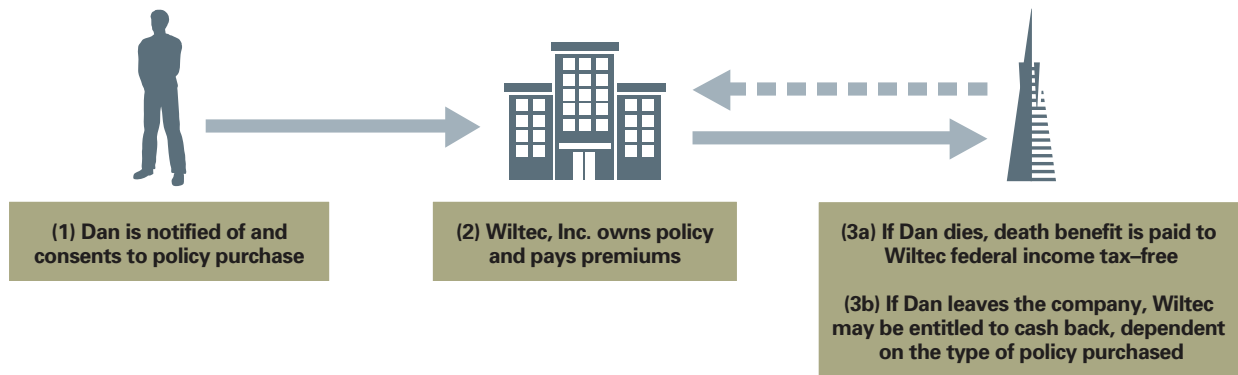 (1) Dan is notified of and
consents to policy purchase
(2) Wiltec, Inc. owns policy
and pays premiums
(3a) If Dan dies, death benefit is paid to
Wiltec federal income tax–free
(3b) If Dan leaves the company, Wiltec
may be entitled to cash back, dependent
on the type of policy purchased